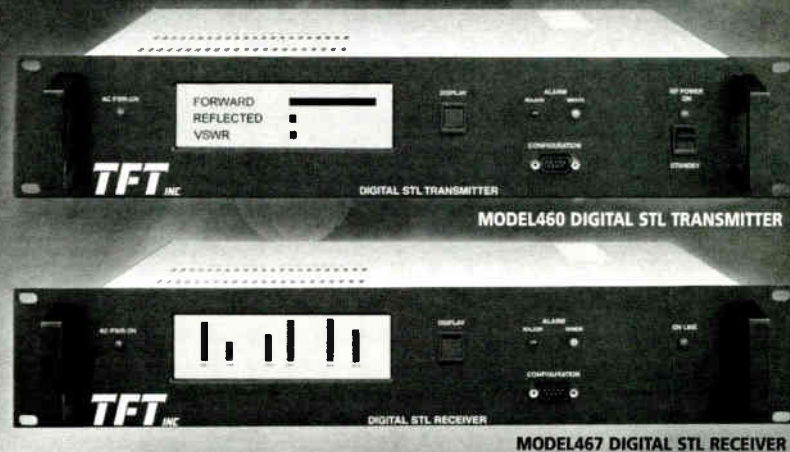 AC PWR ON
FORWARD
REFLECTED
VSWR
DISPLAY
ALARM
MAJOR MINOR
CONFIGURATION
RF POWER
ON
STANDBY
TFT INC
DIGITAL STL TRANSMITTER
MODEL460 DIGITAL STL TRANSMITTER
AC PWR ON
DISPLAY
ALARM
MAJOR MINOR
CONFIGURATION
ON LINE
TFT INC
DIGITAL STL RECEIVER
MODEL467 DIGITAL STL RECEIVER